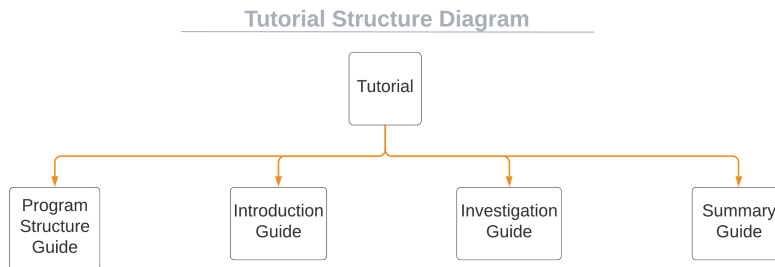 Tutorial Structure Diagram
Tutorial
Program
Structure
Guide
Introduction
Guide
Investigation
Guide
Summary
Guide